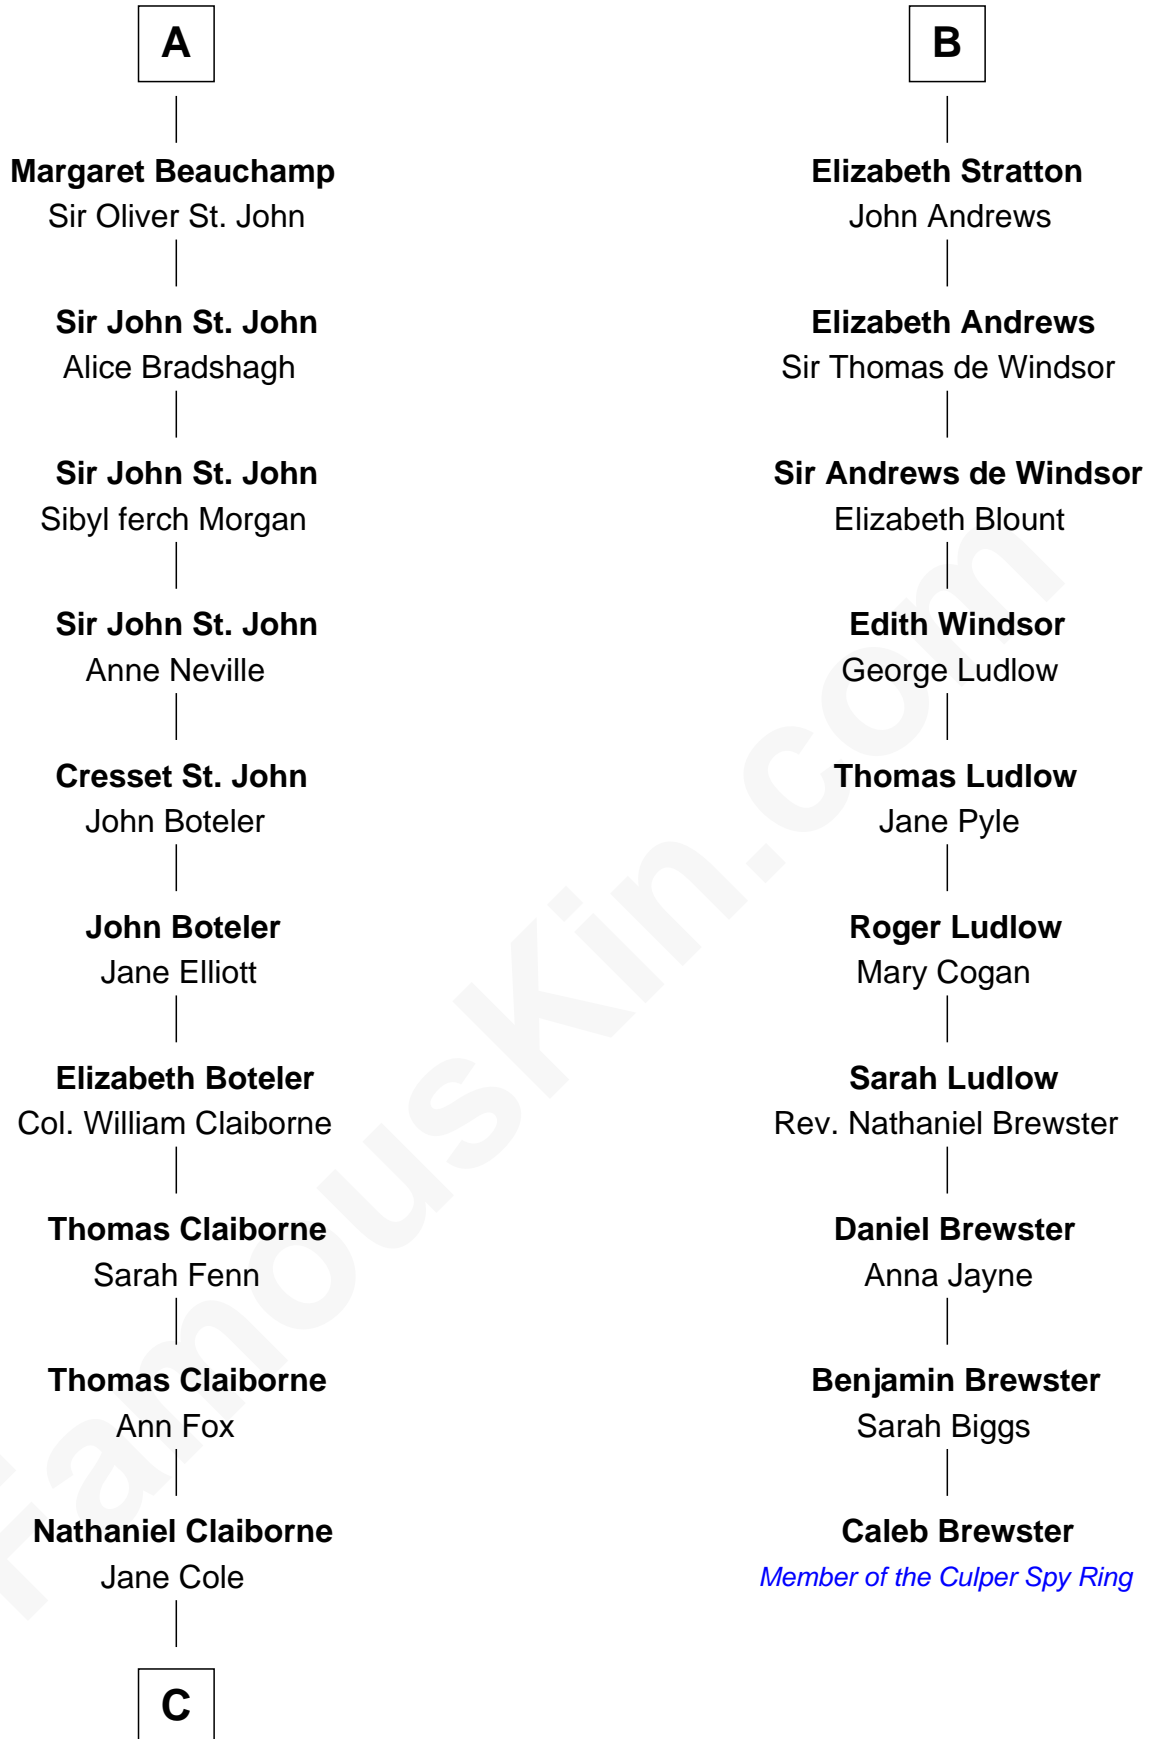 A
Margaret Beauchamp
Sir Oliver St. John
Sir John St. John
Alice Bradshagh
Sir John St. John
Sibyl ferch Morgan
Sir John St. John
Anne Neville
Cresset St. John
John Boteler
John Boteler
Jane Elliott
Elizabeth Boteler
Col. William Claiborne
Thomas Claiborne
Sarah Fenn
Thomas Claiborne
Ann Fox
Nathaniel Claiborne
Jane Cole
C
B
Elizabeth Stratton
John Andrews
Elizabeth Andrews
Sir Thomas de Windsor
Sir Andrews de Windsor
Elizabeth Blount
Edith Windsor
George Ludlow
Thomas Ludlow
Jane Pyle
Roger Ludlow
Mary Cogan
Sarah Ludlow
Rev. Nathaniel Brewster
Daniel Brewster
Anna Jayne
Benjamin Brewster
Sarah Biggs
Caleb Brewster
Member of the Culper Spy Ring
FamousKin.com